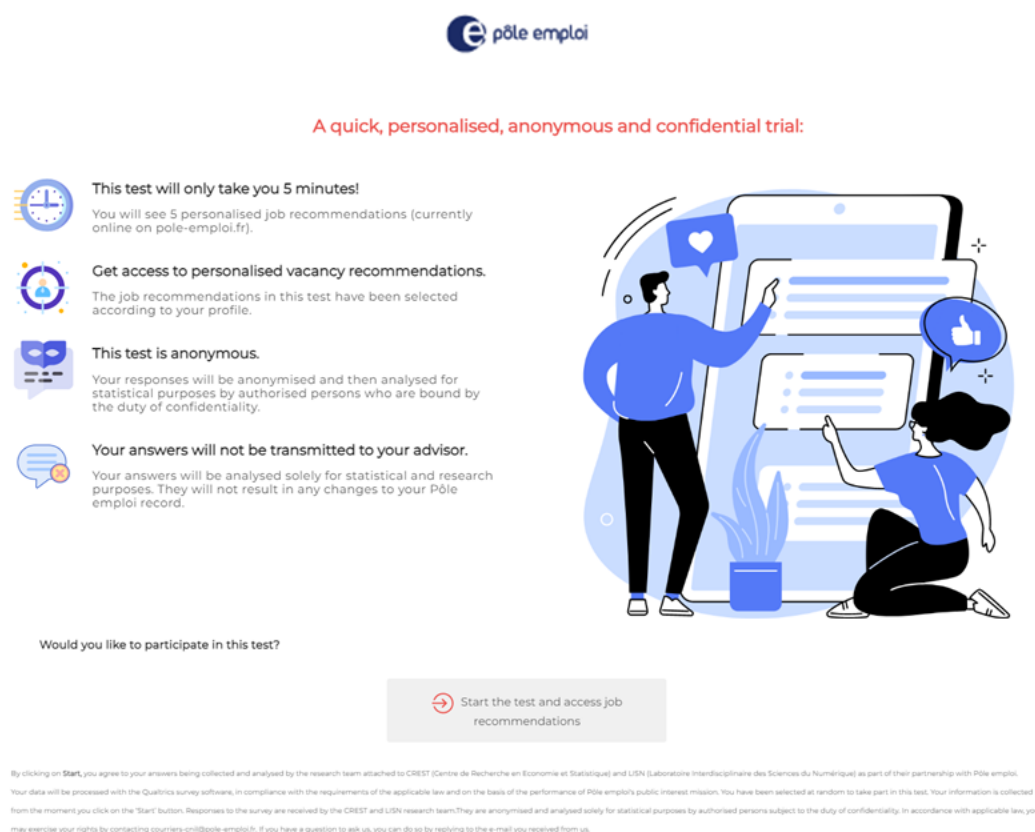 pôle emploi
A quick, personalised, anonymous and confidential trial:
This test will only take you 5 minutes!
You will see 5 personalised job recommendations (currently
online on pole-emploi.fr).
Get access to personalised vacancy recommendations.
The job recommendations in this test have been selected
according to your profile.
This test is anonymous.
Your responses will be anonymised and then analysed for
statistical purposes by authorised persons who are bound by
the duty of confidentiality.
Your answers will not be transmitted to your advisor.
Your answers will be analysed solely for statistical and research
purposes. They will not result in any changes to your Pôle
emploi record.
Would you like to participate in this test?
Start the test and access job
recommendations
By clicking on Start, you agree to your answers being collected and analysed by the research team attached to CREST (Centre de Recherche en Economie et Statistique) and LISN (Laboratoire Interdisciplinaire des Sciences du Numérique) as part of their partnership with Pôle emploi.
Your data will be processed with the Qualtrics survey software, in compliance with the requirements of the applicable law and on the basis of the performance of Pôle emploi's public interest mission. You have been selected at random to take part in this test. Your information is collected
from the moment you click on the 'Start' button. Responses to the survey are received by the CREST and LISN research team.They are anonymised and analysed solely for statistical purposes by authorised persons subject to the duty of confidentiality. In accordance with applicable law, you
may exercise your rights by contacting courriers-cnil@pole-emploi.fr. If you have a question to ask us, you can do so by replying to the e-mail you received from us.